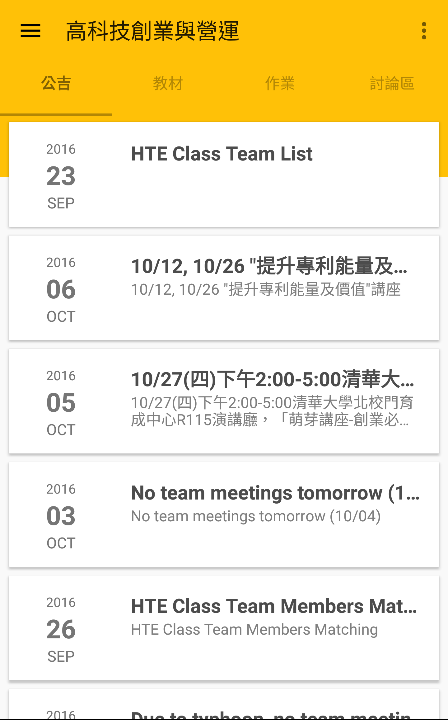 高科技創業與營運
公吉 教材 作業 討論區
2016
23
SEP
HTE Class Team List
2016
06
OCT
10/12, 10/26 "提升專利能量及...
10/12, 10/26 "提升專利能量及價值"講座
2016
05
OCT
10/27(四)下午2:00-5:00清華大...
10/27(四)下午2:00-5:00清華大學北校門育
成中心R115演講廳，「萌芽講座-創業必...
2016
03
OCT
No team meetings tomorrow (1...
No team meetings tomorrow (10/04)
2016
26
SEP
HTE Class Team Members Mat...
HTE Class Team Members Matching
2016
Due to typhoon, no team meetin